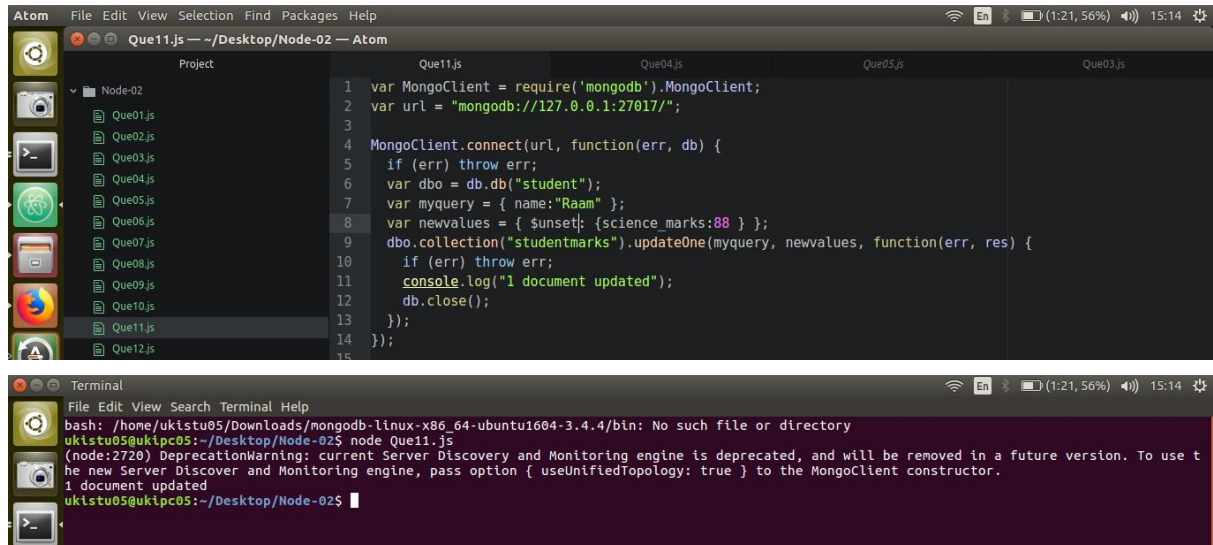 Atom File Edit View Selection Find Packages Help En (1:21, 56%) 15:14
Que11.js — ~/Desktop/Node-02 — Atom
Project Que11.js Que04.js Que05.js Que03.js
Node-02
Que01.js
Que02.js
Que03.js
Que04.js
Que05.js
Que06.js
Que07.js
Que08.js
Que09.js
Que10.js
Que11.js
Que12.js
1 var MongoClient = require('mongodb').MongoClient;
2 var url = "mongodb://127.0.0.1:27017/";
3
4 MongoClient.connect(url, function(err, db) {
5 if (err) throw err;
6 var dbo = db.db("student");
7 var myquery = { name:"Raam" };
8 var newvalues = { $unset: {science_marks:88 } };
9 dbo.collection("studentmarks").updateOne(myquery, newvalues, function(err, res) {
10 if (err) throw err;
11 console.log("1 document updated");
12 db.close();
13 });
14 });
15
Terminal En (1:21, 56%) 15:14
File Edit View Search Terminal Help
bash: /home/ukistu05/Downloads/mongodb-linux-x86_64-ubuntu1604-3.4.4/bin: No such file or directory
ukistu05@ukipc05:~/Desktop/Node-02$ node Que11.js
(node:2720) DeprecationWarning: current Server Discovery and Monitoring engine is deprecated, and will be removed in a future version. To use t
he new Server Discover and Monitoring engine, pass option { useUnifiedTopology: true } to the MongoClient constructor.
1 document updated
ukistu05@ukipc05:~/Desktop/Node-02$